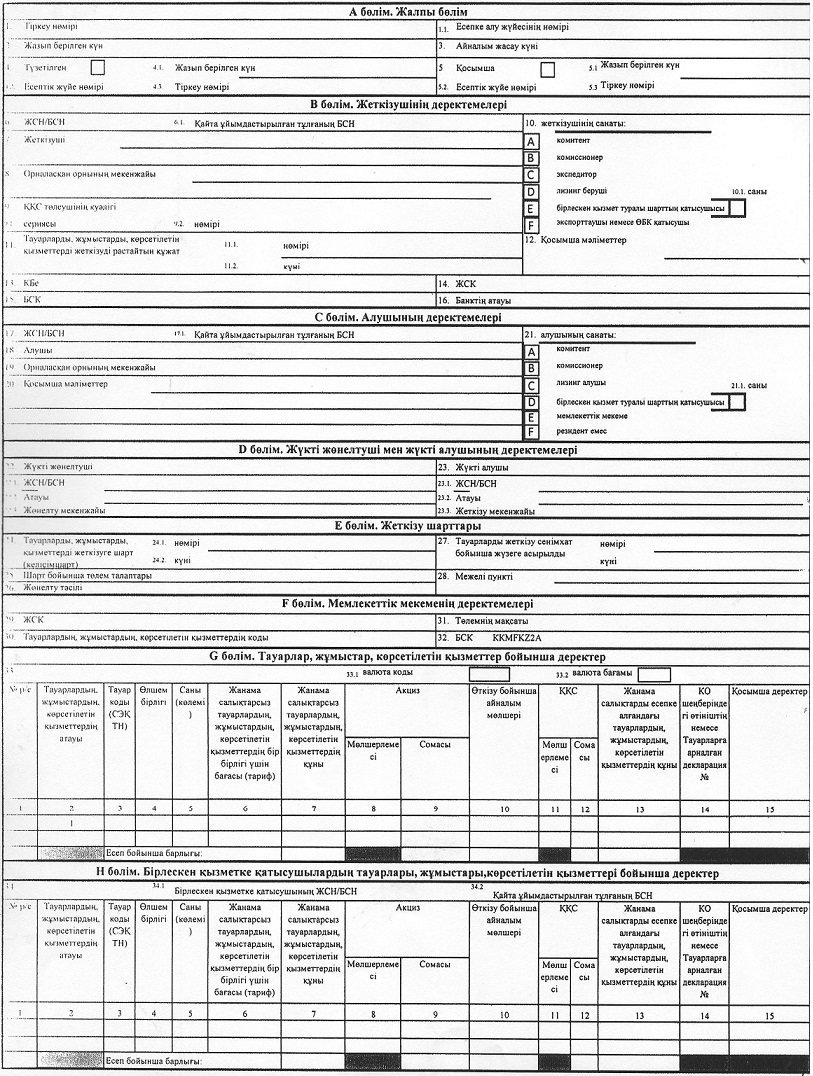 А бөлім. Жалпы бөлім
1. Тіркеу нөмірі
1.1. Есепке алу жүйесінің нөмірі
2. Жазып берілген күн
3. Айналым жасау күні
4. Түзетілген 4.1. Жазып берілген күн
5 Қосымша 5.1 Жазып берілген күн
4.2. Есептік жүйе нөмірі 4.3. Тіркеу нөмірі
5.2. Есептік жүйе нөмірі 5.3 Тіркеу нөмірі
В бөлім. Жеткізушінің деректемелері
6 ЖСН/БСН 6.1. Қайта ұйымдастырылған тұлғаның БСН
7 Жеткізуші
8 Орналасқан орнының мекенжайы
9 ҚҚС төлеушінің куәлігі
сериясы 9.2. нөмірі
11. Тауарларды, жұмыстарды, көрсетілетін қызметтерді жеткізуді растайтын құжат
11.1. нөмірі
11.2. күні
10. жеткізушінің санаты:
A комитент
B комиссионер
C экспедитор
D лизинг беруші 10.1. саны
E бірлескен қызмет туралы шарттың қатысушысы
F экспорттаушы немесе ӨБК қатысушы
12. Қосымша мәліметтер
13. КБе
14. ЖСК
15. БСК
16. Банктің атауы
С бөлім. Алушының деректемелері
17 ЖСН/БСН 17.1. Қайта ұйымдастырылған тұлғаның БСН
18 Алушы
19 Орналасқан орнының мекенжайы
20 Қосымша мәліметтер
21. алушының санаты:
A комитент
B комиссионер
C лизинг алушы 21.1. саны
D бірлескен қызмет туралы шарттың қатысушысы
E мемлекеттік мекеме
F резидент емес
D бөлім. Жүкті жөнелтуші мен жүкті алушының деректемелері
22. Жүкті жөнелтуші
23. Жүкті алушы
ЖСН/БСН
23.1. ЖСН/БСН
Атауы
23.2. Атауы
Жөнелту мекенжайы
23.3. Жеткізу мекенжайы
Е бөлім. Жеткізу шарттары
24. Тауарларды, жұмыстарды,
қызметтерді жеткізуге шарт
(келісімшарт)
24.1. нөмірі
24.2. күні
27. Тауарларды жеткізу сенімхат
бойынша жүзеге асырылды
нөмірі
күні
25. Шарт бойынша төлем талаптары
28. Межелі пункті
26. Жөнелту тәсілі
F бөлім. Мемлекеттік мекеменің деректемелері
29. ЖСК
31. Төлемнің мақсаты
30. Тауарлардың, жұмыстардың, көрсетілетін қызметтердің коды
32. БСК KKMFKZ2A
G бөлім. Тауарлар, жұмыстар, көрсетілетін қызметтер бойынша деректер
33 33.1 валюта коды 33.2 валюта бағамы
№ р/с
Тауарлардың, жұмыстардың, көрсетілетін қызметтердің атауы
Тауар коды (СЭҚ ТН)
Өлшем бірлігі
Саны (көлемі)
Жанама салықтарсыз тауарлардың, жұмыстардың, көрсетілетін қызметтердің бір бірлігі үшін бағасы (тариф)
Жанама салықтарсыз тауарлардың, жұмыстардың, көрсетілетін қызметтердің құны
Акциз
Мөлшерлемесі
Сомасы
Өткізу бойынша айналым мөлшері
ҚҚС
Мөлшерлемесі
Сомасы
Жанама салықтарды есепке алғандағы тауарлардың, жұмыстардың, көрсетілетін қызметтердің құны
КО шеңберіндегі өтініштің немесе Тауарларға арналған декларация №
Қосымша деректер
1 2 3 4 5 6 7 8 9 10 11 12 13 14 15
1
Есеп бойынша барлығы:
Н бөлім. Бірлескен қызметке қатысушылардың тауарлары, жұмыстары,көрсетілетін қызметтері бойынша деректер
34 34.1 Бірлескен қызметке қатысушының ЖСН/БСН 34.2 Қайта ұйымдастырылған тұлғаның БСН
№ р/с
Тауарлардың, жұмыстардың, көрсетілетін қызметтердің атауы
Тауар коды (СЭҚ ТН)
Өлшем бірлігі
Саны (көлемі)
Жанама салықтарсыз тауарлардың, жұмыстардың, көрсетілетін қызметтердің бір бірлігі үшін бағасы (тариф)
Жанама салықтарсыз тауарлардың, жұмыстардың, көрсетілетін қызметтердің құны
Акциз
Мөлшерлемесі
Сомасы
Өткізу бойынша айналым мөлшері
ҚҚС
Мөлшерлемесі
Сомасы
Жанама салықтарды есепке алғандағы тауарлардың, жұмыстардың, көрсетілетін қызметтердің құны
КО шеңберіндегі өтініштің немесе Тауарларға арналған декларация №
Қосымша деректер
1 2 3 4 5 6 7 8 9 10 11 12 13 14 15
Есеп бойынша барлығы: